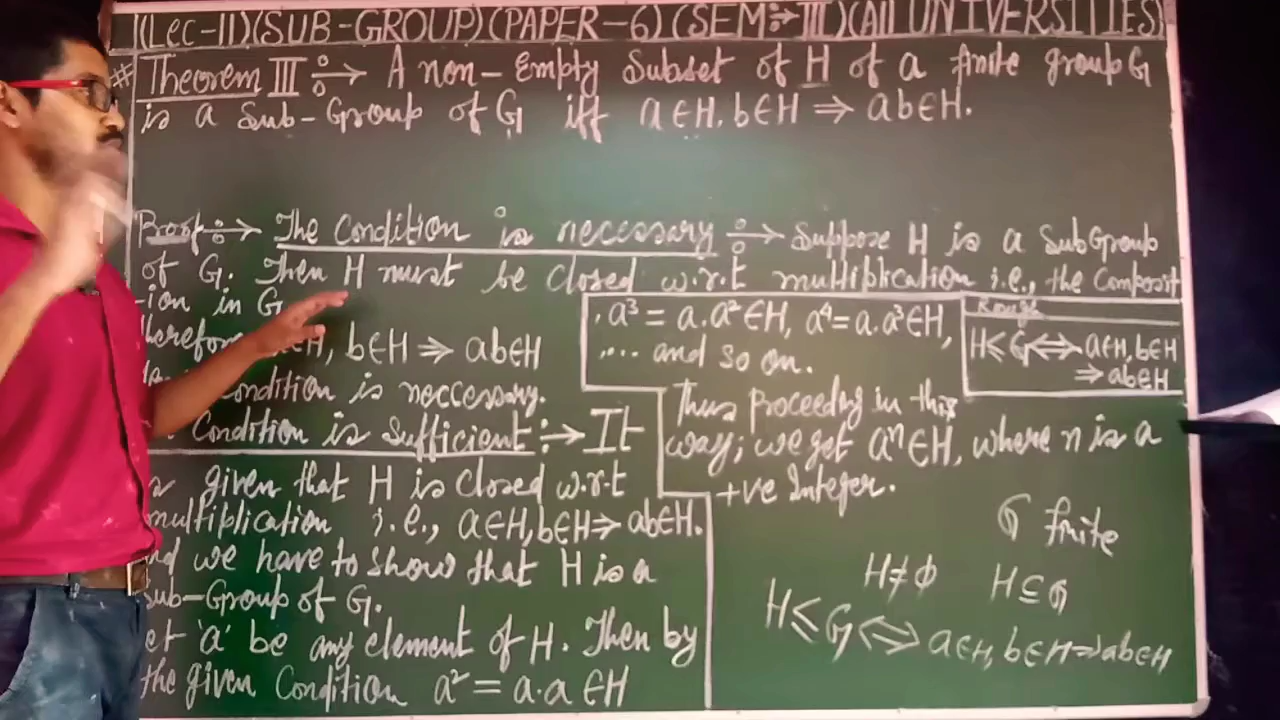 (Lec-11)(SUB-GROUP)(PAPER-6)(SEM:→III)(All UNIVERSITIES)
# Theorem III :→ A non-Empty Subset of H of a finite group G
is a Sub-Group of G iff a∈H, b∈H ⇒ ab∈H.
Proof :→ The Condition is necessary :→ Suppose H is a SubGroup
of G. Then H must be closed w.r.t multiplication i.e., the Composit
-ion in G
∈H, b∈H ⇒ ab∈H
condition is neccessary.
Condition is Sufficient :→ It
given that H is closed w.r.t
multiplication i.e., a∈H, b∈H ⇒ ab∈H.
we have to show that H is a
Sub-Group of G.
'a' be any element of H. Then by
the given Condition a² = a.a ∈H
. a³ = a.a²∈H, a⁴=a.a³∈H,
.... and so on.
Thus proceeding in this
way; we get aⁿ∈H, where n is a
+ve Integer.
Rough
H≤G⇔a∈H, b∈H
⇒ab∈H
G finite
H≠ϕ H⊆G
H≤G⇔a∈H, b∈H⇒ab∈H